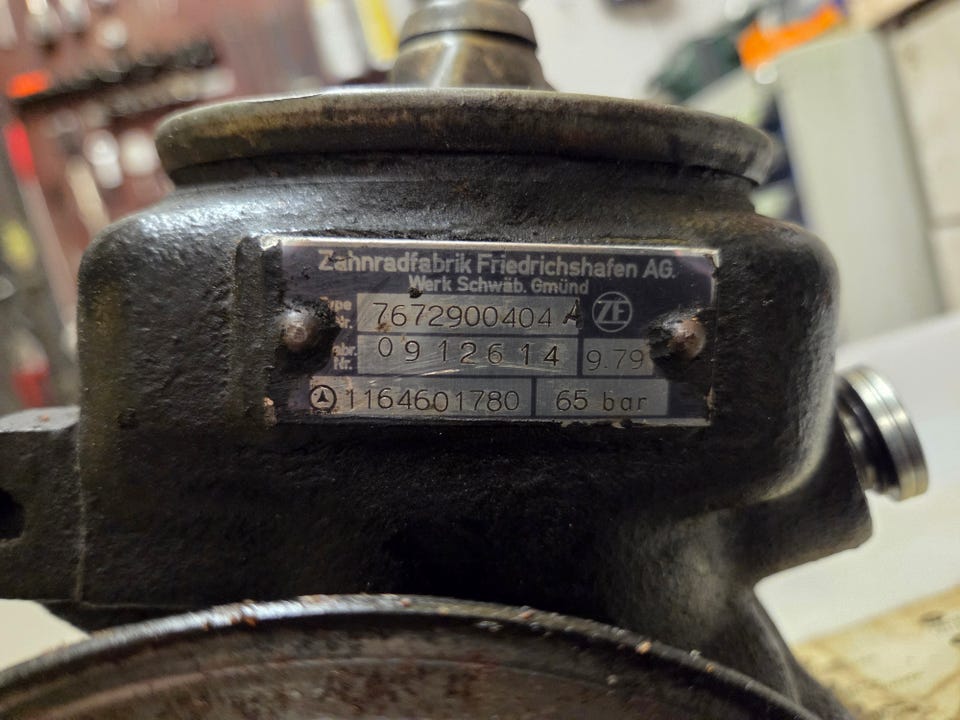 Zahnradfabrik Friedrichshafen AG.
Werk Schwäb. Gmünd
Type Nr. 7672900404 A ZF
Fabr. Nr. 0912614 9.79
1164601780 65 bar